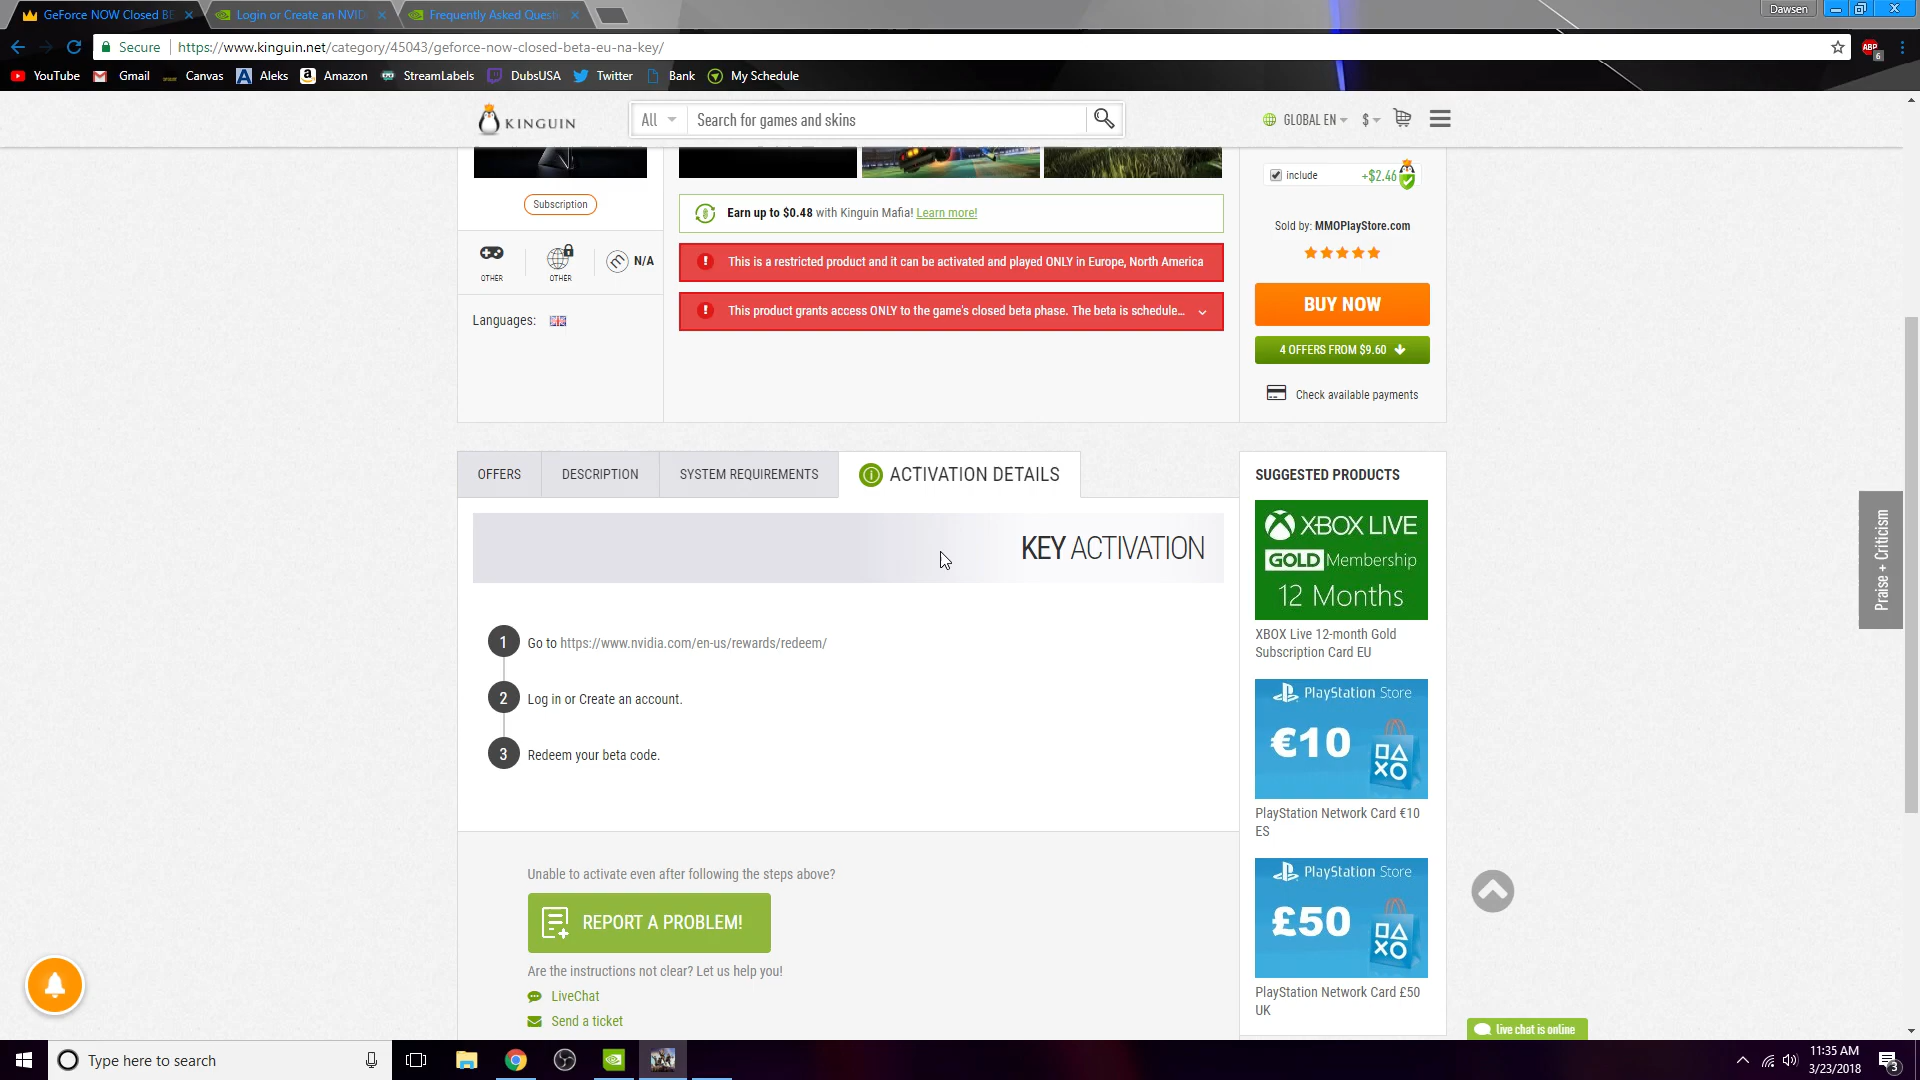 GeForce NOW Closed BE
Login or Create an NVID
Frequently Asked Quest
Dawsen
Secure
https://www.kinguin.net/category/45043/geforce-now-closed-beta-eu-na-key/
ABP
6
YouTube
Gmail
Canvas
Aleks
Amazon
StreamLabels
DubsUSA
Twitter
Bank
My Schedule
KINGUIN
All
Search for games and skins
GLOBAL EN
$
include
+$2.46
Subscription
Earn up to $0.48 with Kinguin Mafia! Learn more!
Sold by: MMOPlayStore.com
OTHER
OTHER
N/A
This is a restricted product and it can be activated and played ONLY in Europe, North America
This product grants access ONLY to the game's closed beta phase. The beta is schedule...
BUY NOW
Languages:
4 OFFERS FROM $9.60
Check available payments
OFFERS
DESCRIPTION
SYSTEM REQUIREMENTS
ACTIVATION DETAILS
SUGGESTED PRODUCTS
KEY ACTIVATION
XBOX LIVE
GOLD Membership
12 Months
XBOX Live 12-month Gold
Subscription Card EU
Praise + Criticism
1 Go to https://www.nvidia.com/en-us/rewards/redeem/
2 Log in or Create an account.
3 Redeem your beta code.
PlayStation Store
€10
PlayStation Network Card €10
ES
PlayStation Store
£50
PlayStation Network Card £50
UK
Unable to activate even after following the steps above?
REPORT A PROBLEM!
Are the instructions not clear? Let us help you!
LiveChat
Send a ticket
live chat is online
Type here to search
11:35 AM
3/23/2018
3